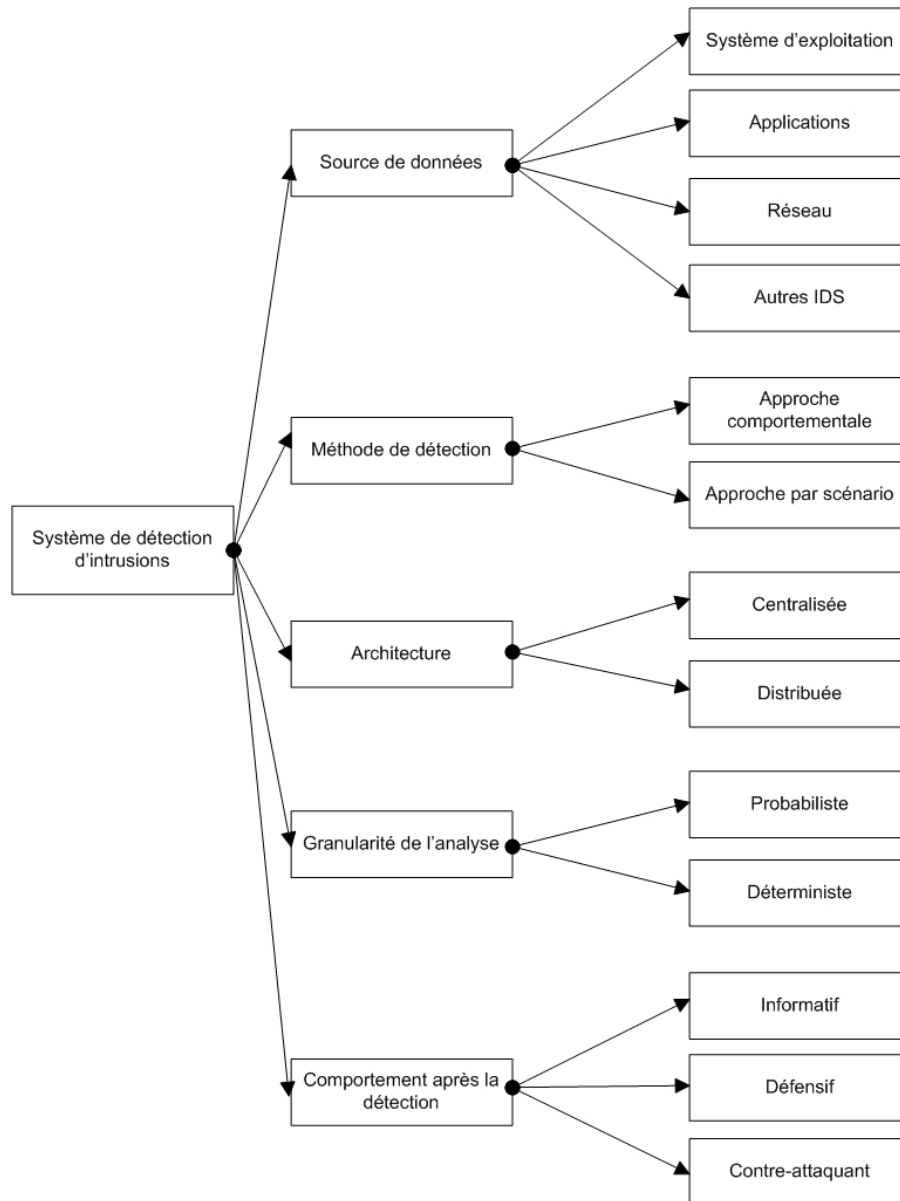 Système d'exploitation
Applications
Source de données
Réseau
Autres IDS
Approche
comportementale
Méthode de détection
Approche par scénario
Système de détection
d'intrusions
Centralisée
Architecture
Distribuée
Probabiliste
Granularité de l'analyse
Déterministe
Informatif
Comportement après la
détection
Défensif
Contre-attaquant